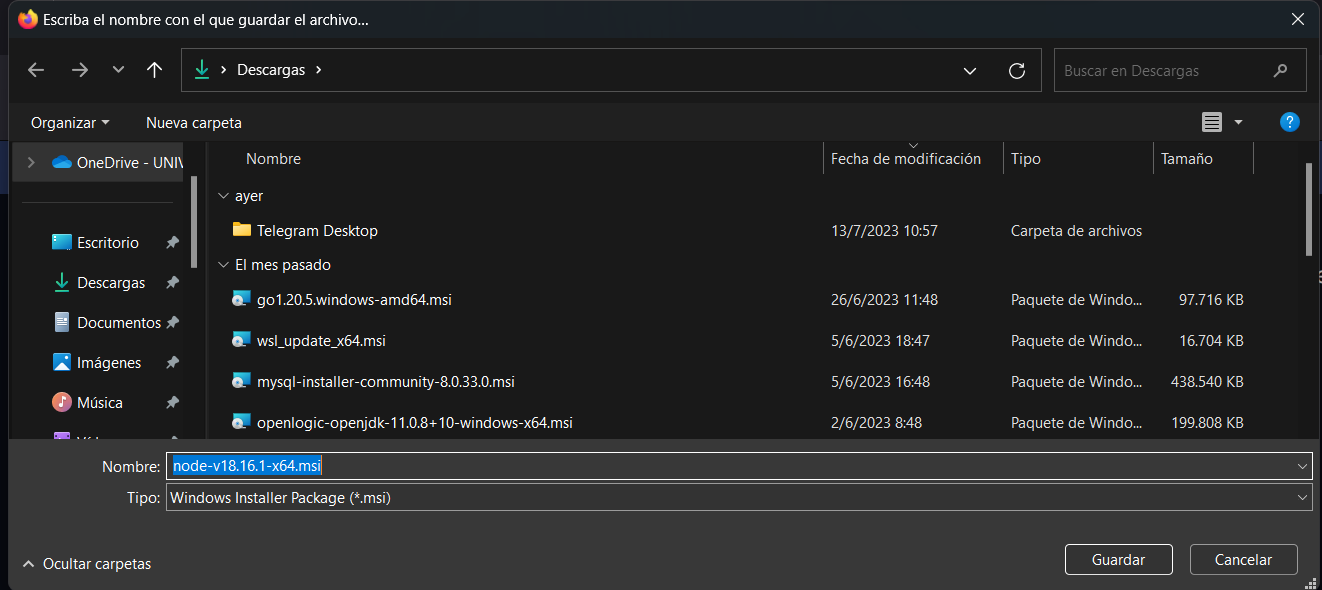 Escriba el nombre con el que guardar el archivo...
Descargas
Buscar en Descargas
Organizar
Nueva carpeta
OneDrive - UNIV
Escritorio
Descargas
Documentos
Imágenes
Música
Nombre Fecha de modificación Tipo Tamaño
ayer
Telegram Desktop 13/7/2023 10:57 Carpeta de archivos
El mes pasado
go1.20.5.windows-amd64.msi 26/6/2023 11:48 Paquete de Windo... 97.716 KB
wsl_update_x64.msi 5/6/2023 18:47 Paquete de Windo... 16.704 KB
mysql-installer-community-8.0.33.0.msi 5/6/2023 16:48 Paquete de Windo... 438.540 KB
openlogic-openjdk-11.0.8+10-windows-x64.msi 2/6/2023 8:48 Paquete de Windo... 199.808 KB
Nombre: node-v18.16.1-x64.msi
Tipo: Windows Installer Package (*.msi)
Ocultar carpetas
Guardar
Cancelar